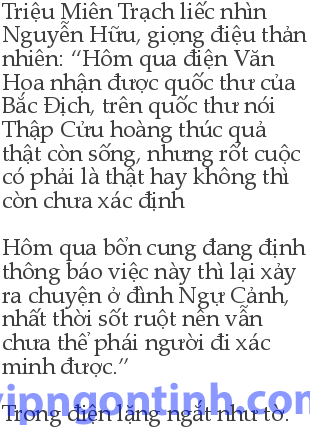 Triệu Miên Trạch liếc nhìn
Nguyễn Hữu, giọng điệu thản
nhiên: “Hôm qua điện Văn
Hoa nhận được quốc thư của
Bắc Địch, trên quốc thư nói
Thập Cửu hoàng thúc quả
thật còn sống, nhưng rốt cuộc
có phải là thật hay không thì
còn chưa xác định
Hôm qua bổn cung đang định
thông báo việc này thì lại xảy
ra chuyện ở đình Ngự Cảnh,
nhất thời sốt ruột nên vẫn
chưa thể phái người đi xác
minh được.”
vipngontinh.com
Trong điện lặng ngắt như tờ.